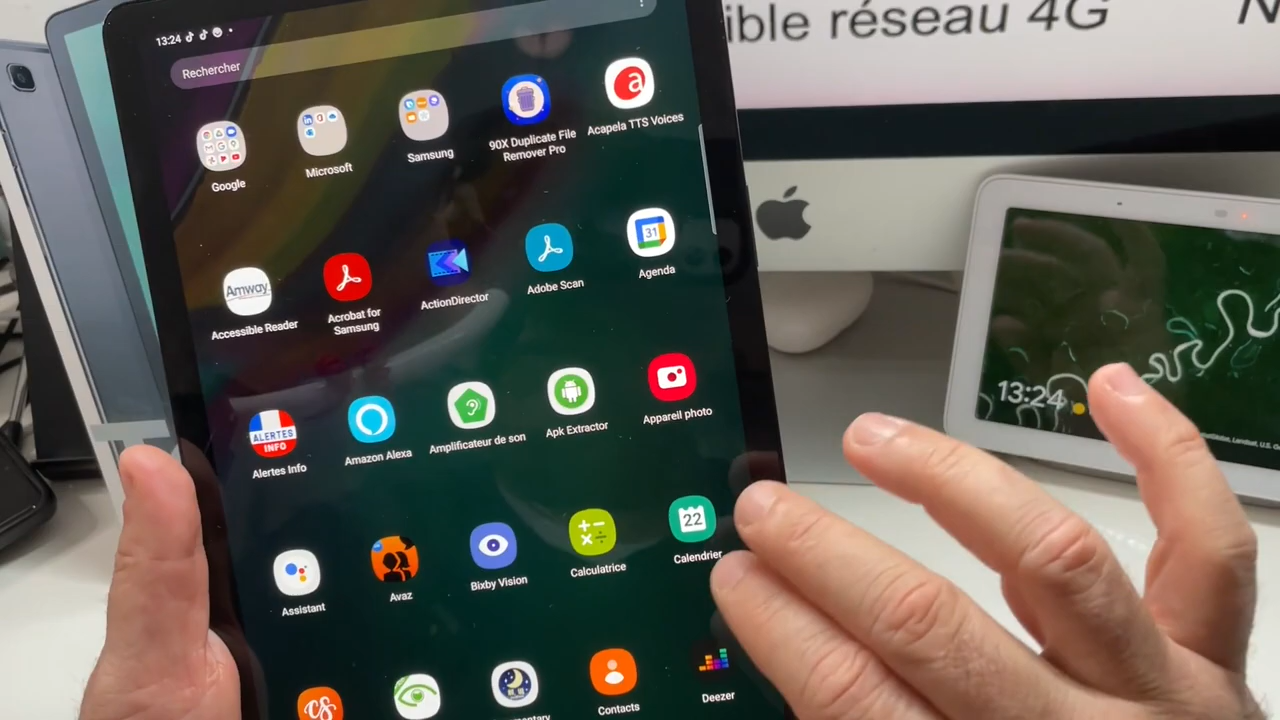 ible réseau 4G
13:24
Rechercher
Google
Microsoft
Samsung
90X Duplicate File
Remover Pro
a
Acapela TTS Voices
Amway
Accessible Reader
Acrobat for
Samsung
ActionDirector
Adobe Scan
31
Agenda
ALERTES
INFO
Alertes Info
Amazon Alexa
Amplificateur de son
Apk Extractor
Appareil photo
Assistant
Avaz
Bixby Vision
Calculatrice
22
Calendrier
cs
Contacts
Deezer
13:24